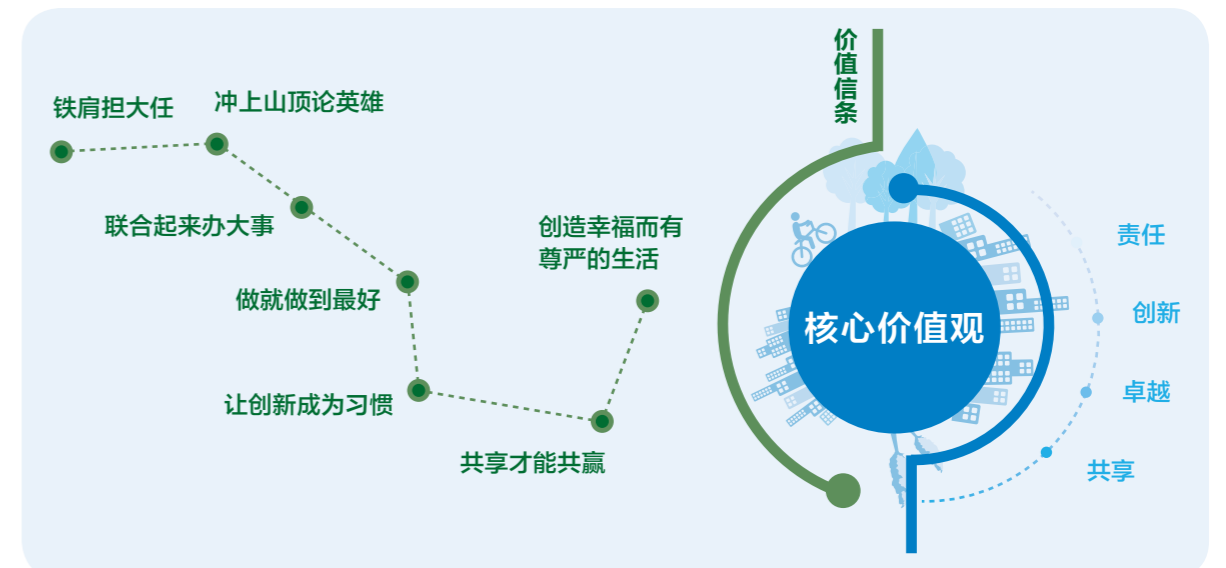 铁肩担大任
冲上山顶论英雄
联合起来办大事
做就做到最好
让创新成为习惯
共享才能共赢
创造幸福而有
尊严的生活
价值信条
核心价值观
责任
创新
卓越
共享